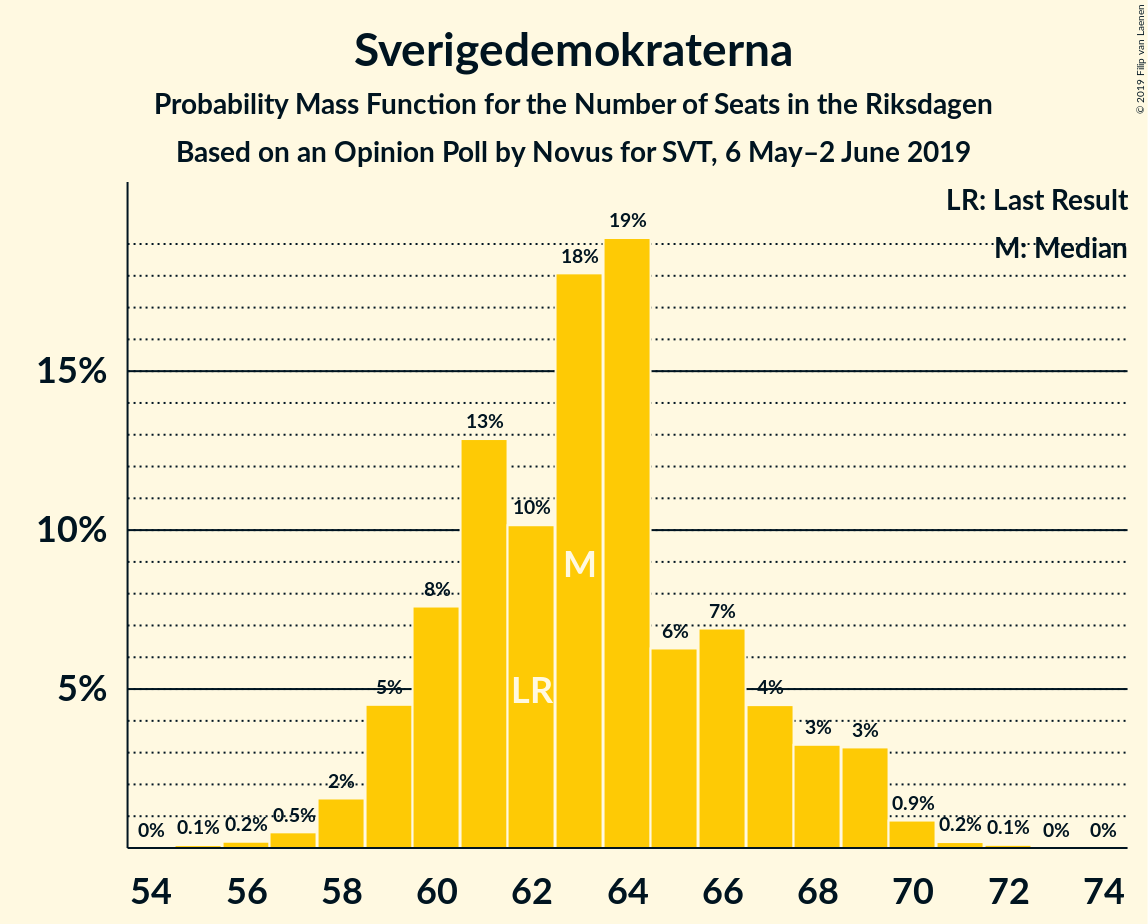 Sverigedemokraterna
Probability Mass Function for the Number of Seats in the Riksdagen
Based on an Opinion Poll by Novus for SVT, 6 May–2 June 2019
© 2019 Filip van Laenen
LR: Last Result
M: Median
15%
10%
5%
0% 0.1% 0.2% 0.5% 2% 5% 8% 13% 10% 18% 19% 6% 7% 4% 3% 3% 0.9% 0.2% 0.1% 0% 0%
M
LR
54 56 58 60 62 64 66 68 70 72 74